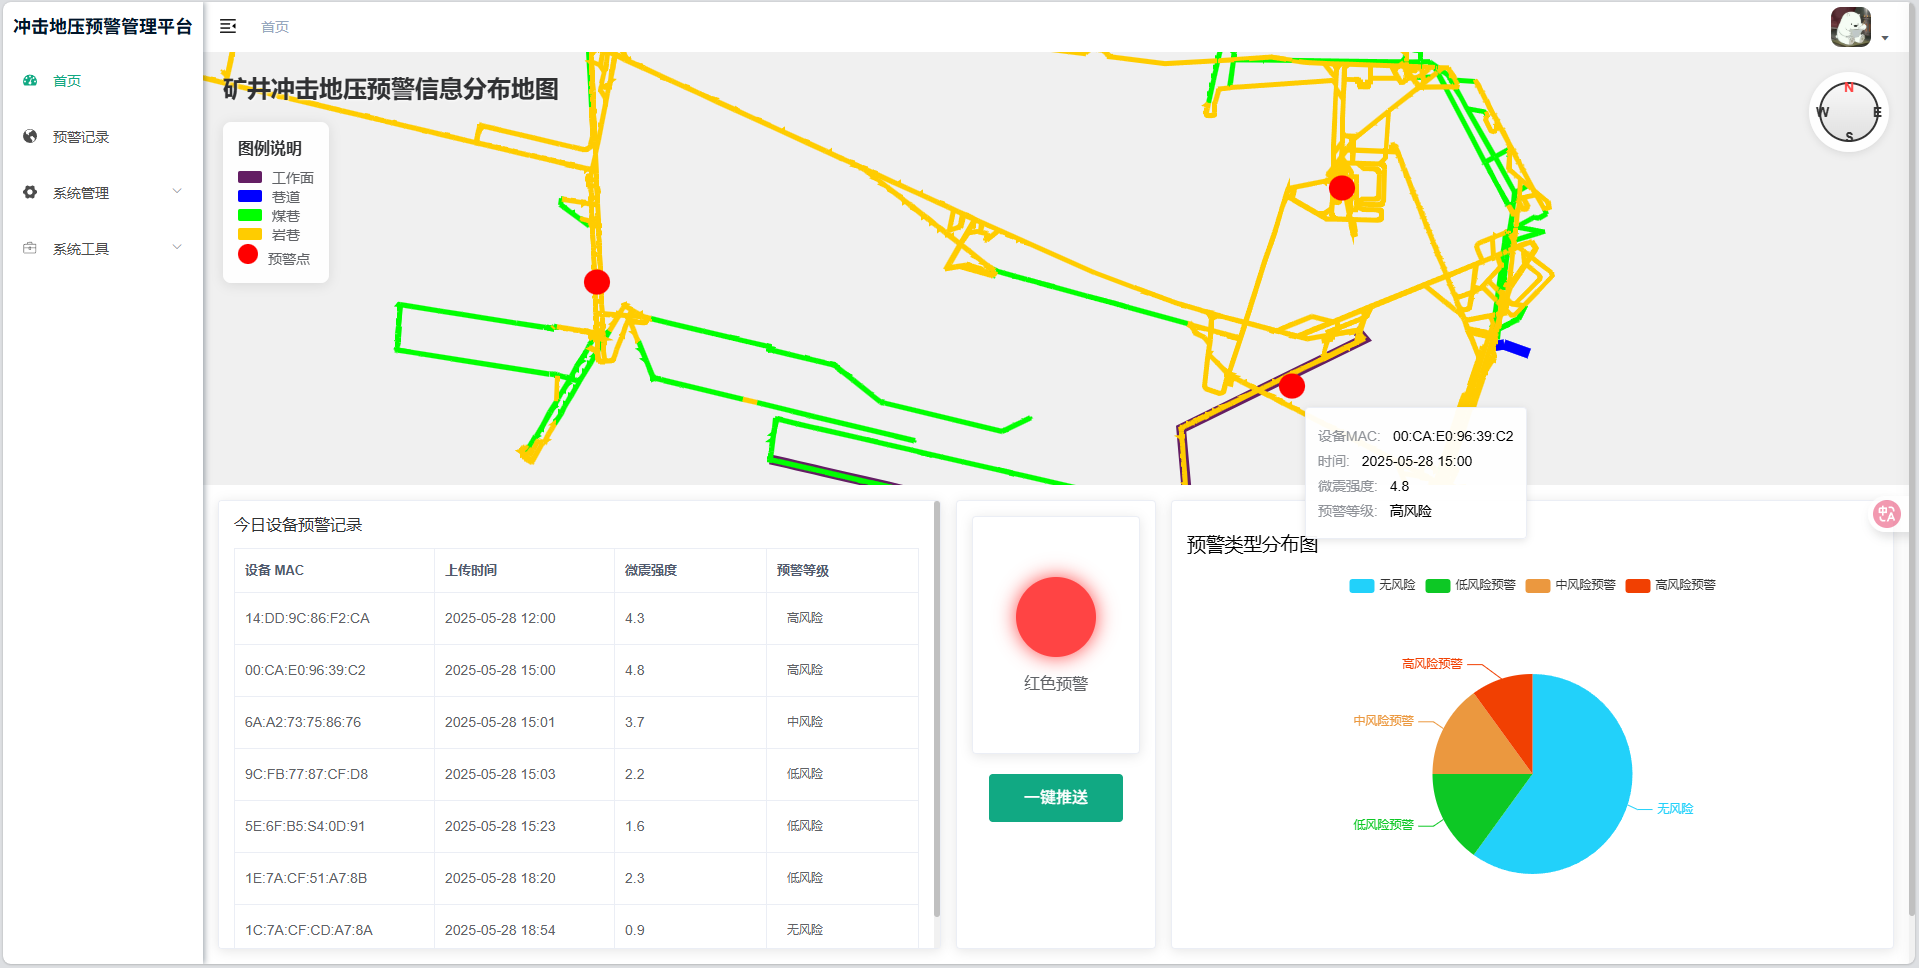 冲击地压预警管理平台
首页
首页
预警记录
系统管理
系统工具
矿井冲击地压预警信息分布地图
图例说明
工作面
巷道
煤巷
岩巷
预警点
N
W
E
S
设备MAC: 00:CA:E0:96:39:C2
时间: 2025-05-28 15:00
微震强度: 4.8
预警等级: 高风险
今日设备预警记录
设备 MAC 上传时间 微震强度 预警等级
14:DD:9C:86:F2:CA 2025-05-28 12:00 4.3 高风险
00:CA:E0:96:39:C2 2025-05-28 15:00 4.8 高风险
6A:A2:73:75:86:76 2025-05-28 15:01 3.7 中风险
9C:FB:77:87:CF:D8 2025-05-28 15:03 2.2 低风险
5E:6F:B5:S4:0D:91 2025-05-28 15:23 1.6 低风险
1E:7A:CF:51:A7:8B 2025-05-28 18:20 2.3 低风险
1C:7A:CF:CD:A7:8A 2025-05-28 18:54 0.9 无风险
红色预警
一键推送
预警类型分布图
无风险 低风险预警 中风险预警 高风险预警
高风险预警
中风险预警
低风险预警
无风险
中A